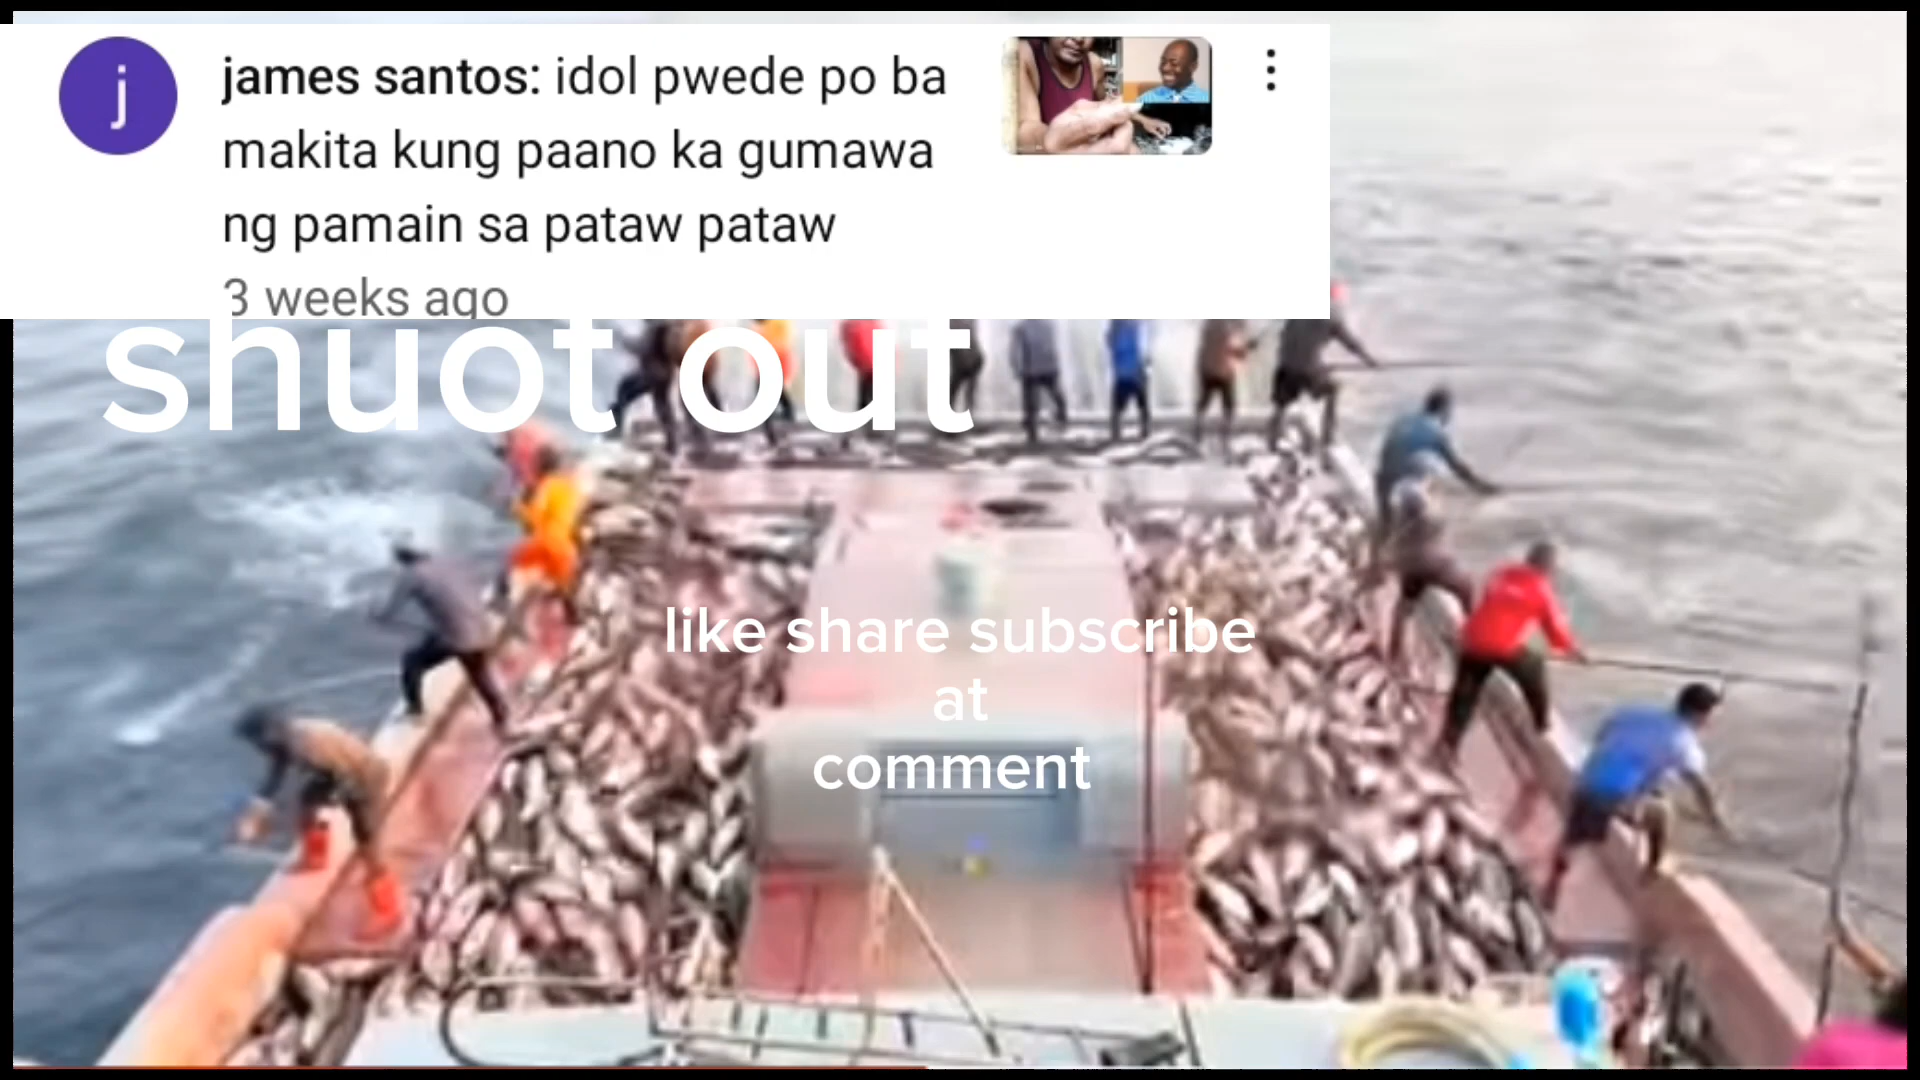 j
james santos: idol pwede po ba
makita kung paano ka gumawa
ng pamain sa pataw pataw
3 weeks ago
shuot out
like share subscribe
at
comment